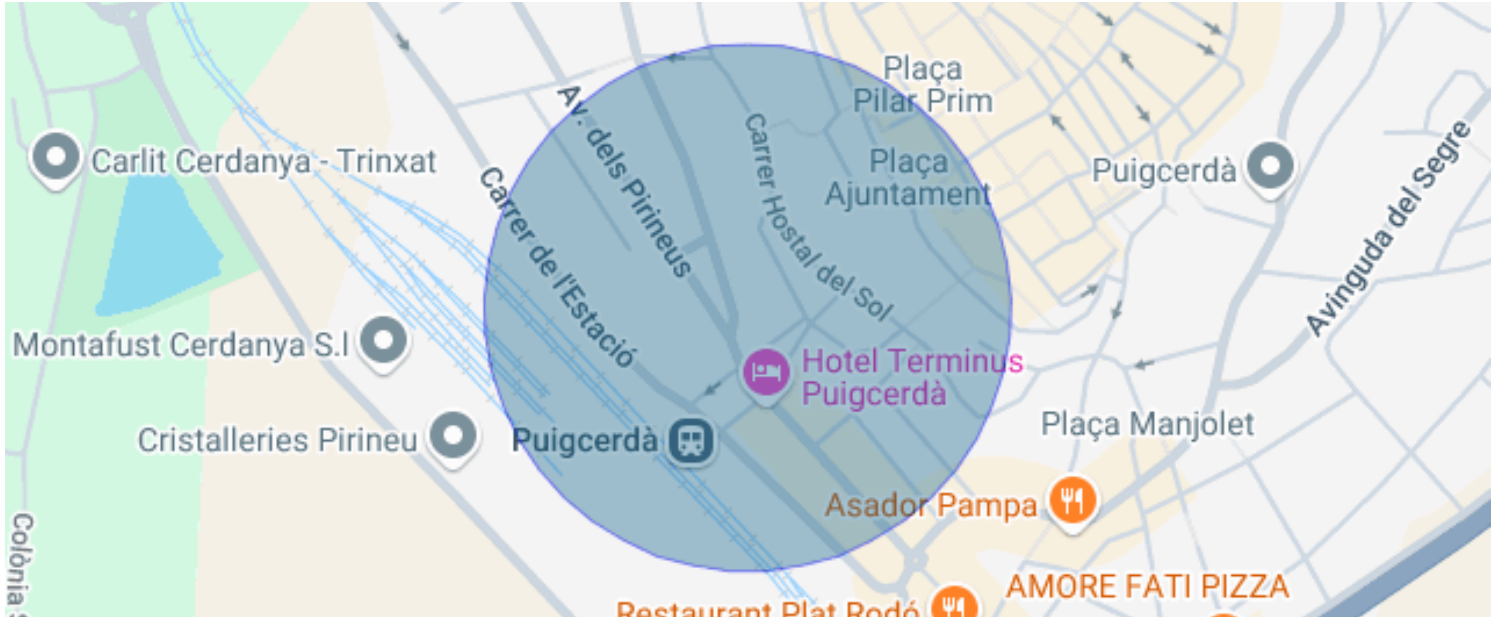 Plaça
Pilar Prim
Av. dels Pirineus
Carrer Hostal del Sol
Carlit Cerdanya - Trinxat
Plaça
Ajuntament
Puigcerdà
Carrer de l'Estació
Avinguda del Segre
Montafust Cerdanya S.l
Hotel Terminus
Puigcerdà
Cristalleries Pirineu
Puigcerdà
Plaça Manjolet
Asador Pampa
Colònia
AMORE FATI PIZZA
Restaurant Plat Rodó